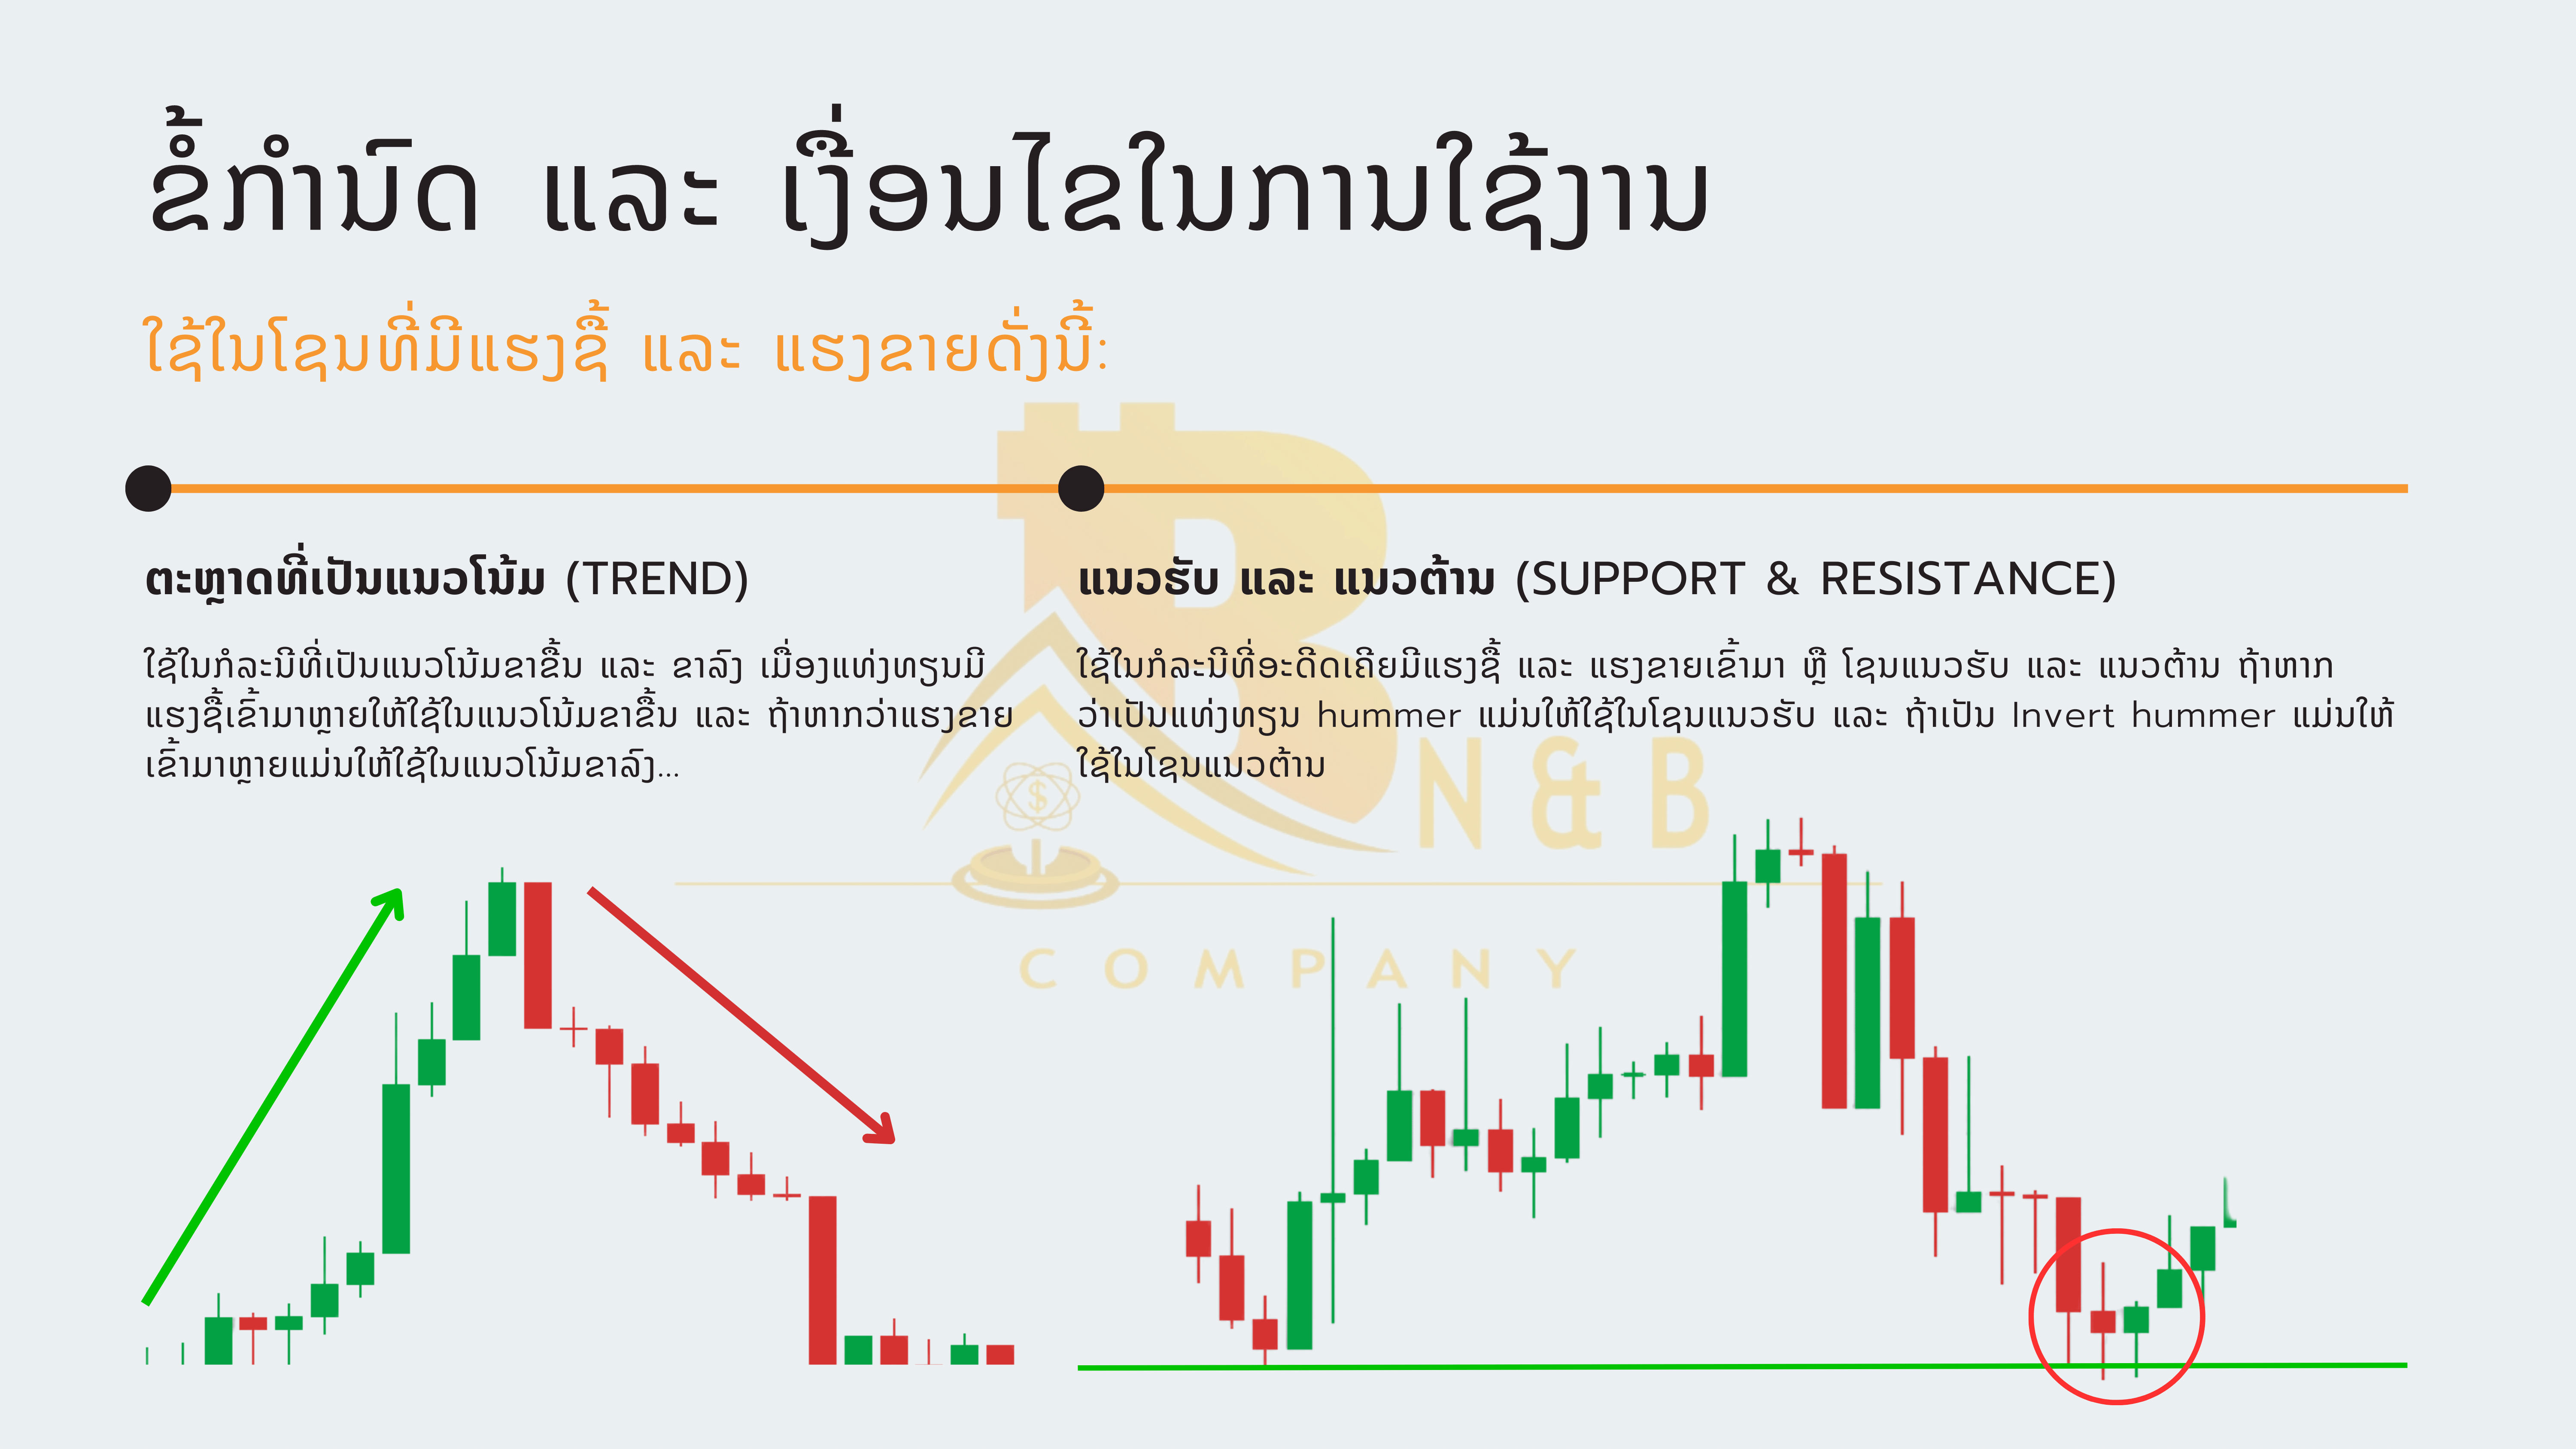 ຂໍ້ກຳນົດ ແລະ ເງື່ອນໄຂໃນການໃຊ້ງານ
ໃຊ້ໃນໂຊນທີ່ມີແຮງຊື້ ແລະ ແຮງຂາຍດັ່ງນີ້:
ຕະຫຼາດທີ່ເປັນແນວໂນ້ມ (TREND)
ໃຊ້ໃນກໍລະນີທີ່ເປັນແນວໂນ້ມຂາຂື້ນ ແລະ ຂາລົງ ເມື່ອງແທ່ງທຽນມີ
ແຮງຊື້ເຂົ້າມາຫຼາຍໃຫ້ໃຊ້ໃນແນວໂນ້ມຂາຂື້ນ ແລະ ຖ້າຫາກວ່າແຮງຂາຍ
ເຂົ້າມາຫຼາຍແມ່ນໃຫ້ໃຊ້ໃນແນວໂນ້ມຂາລົງ...
ແນວຮັບ ແລະ ແນວຕ້ານ (SUPPORT & RESISTANCE)
ໃຊ້ໃນກໍລະນີທີ່ອະດີດເຄີຍມີແຮງຊື້ ແລະ ແຮງຂາຍເຂົ້າມາ ຫຼື ໂຊນແນວຮັບ ແລະ ແນວຕ້ານ ຖ້າຫາກ
ວ່າເປັນແທ່ງທຽນ hummer ແມ່ນໃຫ້ໃຊ້ໃນໂຊນແນວຮັບ ແລະ ຖ້າເປັນ Invert hummer ແມ່ນໃຫ້
ໃຊ້ໃນໂຊນແນວຕ້ານ
N & B
COMPANY